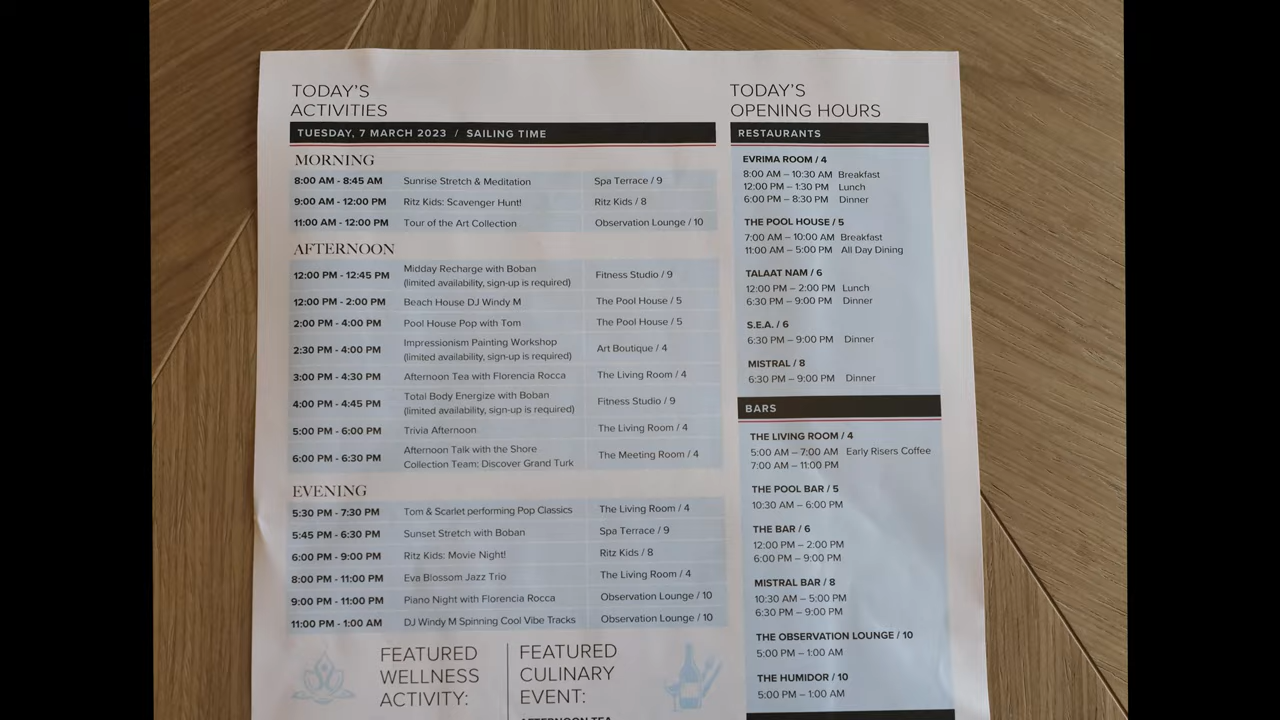 TODAY'S
ACTIVITIES
TUESDAY, 7 MARCH 2023 / SAILING TIME
MORNING
8:00 AM - 8:45 AM Sunrise Stretch & Meditation Spa Terrace / 9
9:00 AM - 12:00 PM Ritz Kids: Scavenger Hunt! Ritz Kids / 8
11:00 AM - 12:00 PM Tour of the Art Collection Observation Lounge / 10
AFTERNOON
12:00 PM - 12:45 PM Midday Recharge with Boban Fitness Studio / 9
(limited availability, sign-up is required)
12:00 PM - 2:00 PM Beach House DJ Windy M The Pool House / 5
2:00 PM - 4:00 PM Pool House Pop with Tom The Pool House / 5
2:30 PM - 4:00 PM Impressionism Painting Workshop Art Boutique / 4
(limited availability, sign-up is required)
3:00 PM - 4:30 PM Afternoon Tea with Florencia Rocca The Living Room / 4
4:00 PM - 4:45 PM Total Body Energize with Boban Fitness Studio / 9
(limited availability, sign-up is required)
5:00 PM - 6:00 PM Trivia Afternoon The Living Room / 4
6:00 PM - 6:30 PM Afternoon Talk with the Shore The Meeting Room / 4
Collection Team: Discover Grand Turk
EVENING
5:30 PM - 7:30 PM Tom & Scarlet performing Pop Classics The Living Room / 4
5:45 PM - 6:30 PM Sunset Stretch with Boban Spa Terrace / 9
6:00 PM - 9:00 PM Ritz Kids: Movie Night! Ritz Kids / 8
8:00 PM - 11:00 PM Eva Blossom Jazz Trio The Living Room / 4
9:00 PM - 11:00 PM Piano Night with Florencia Rocca Observation Lounge / 10
11:00 PM - 1:00 AM DJ Windy M Spinning Cool Vibe Tracks Observation Lounge / 10
FEATURED
WELLNESS
ACTIVITY:
FEATURED
CULINARY
EVENT:
AFTERNOON TEA
TODAY'S
OPENING HOURS
RESTAURANTS
EVRIMA ROOM / 4
8:00 AM – 10:30 AM Breakfast
12:00 PM – 1:30 PM Lunch
6:00 PM – 8:30 PM Dinner
THE POOL HOUSE / 5
7:00 AM – 10:00 AM Breakfast
11:00 AM – 5:00 PM All Day Dining
TALAAT NAM / 6
12:00 PM – 2:00 PM Lunch
6:30 PM – 9:00 PM Dinner
S.E.A. / 6
6:30 PM – 9:00 PM Dinner
MISTRAL / 8
6:30 PM – 9:00 PM Dinner
BARS
THE LIVING ROOM / 4
5:00 AM – 7:00 AM Early Risers Coffee
7:00 AM – 11:00 PM
THE POOL BAR / 5
10:30 AM – 6:00 PM
THE BAR / 6
12:00 PM – 2:00 PM
6:00 PM – 9:00 PM
MISTRAL BAR / 8
10:30 AM – 5:00 PM
6:30 PM – 9:00 PM
THE OBSERVATION LOUNGE / 10
5:00 PM – 1:00 AM
THE HUMIDOR / 10
5:00 PM – 1:00 AM